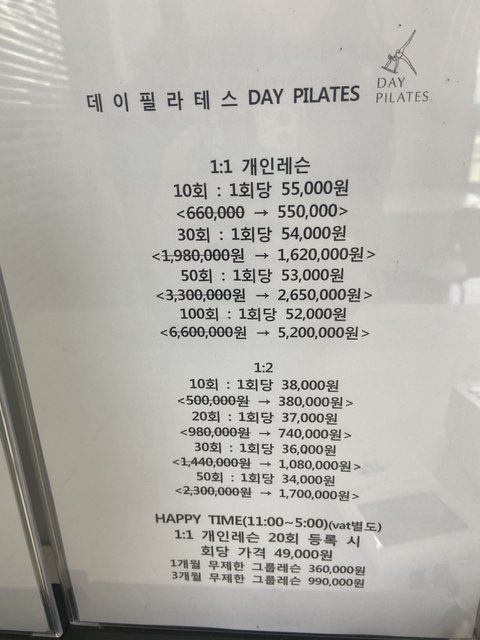 DAY
PILATES
데 이 필 라 테 스 DAY PILATES
1:1 개인레슨
10회 : 1회당 55,000원
<660,000 → 550,000>
30회 : 1회당 54,000원
<1,980,000원 → 1,620,000원>
50회 : 1회당 53,000원
<3,300,000원 → 2,650,000원>
100회 : 1회당 52,000원
<6,600,000원 → 5,200,000원>
1:2
10회 : 1회당 38,000원
<500,000원 → 380,000원>
20회 : 1회당 37,000원
<980,000원 → 740,000원>
30회 : 1회당 36,000원
<1,440,000원 → 1,080,000원>
50회 : 1회당 34,000원
<2,300,000원 → 1,700,000원>
HAPPY TIME(11:00~5:00)(vat별도)
1:1 개인레슨 20회 등록 시
회당 가격 49,000원
1개월 무제한 그룹레슨 360,000원
3개월 무제한 그룹레슨 990,000원